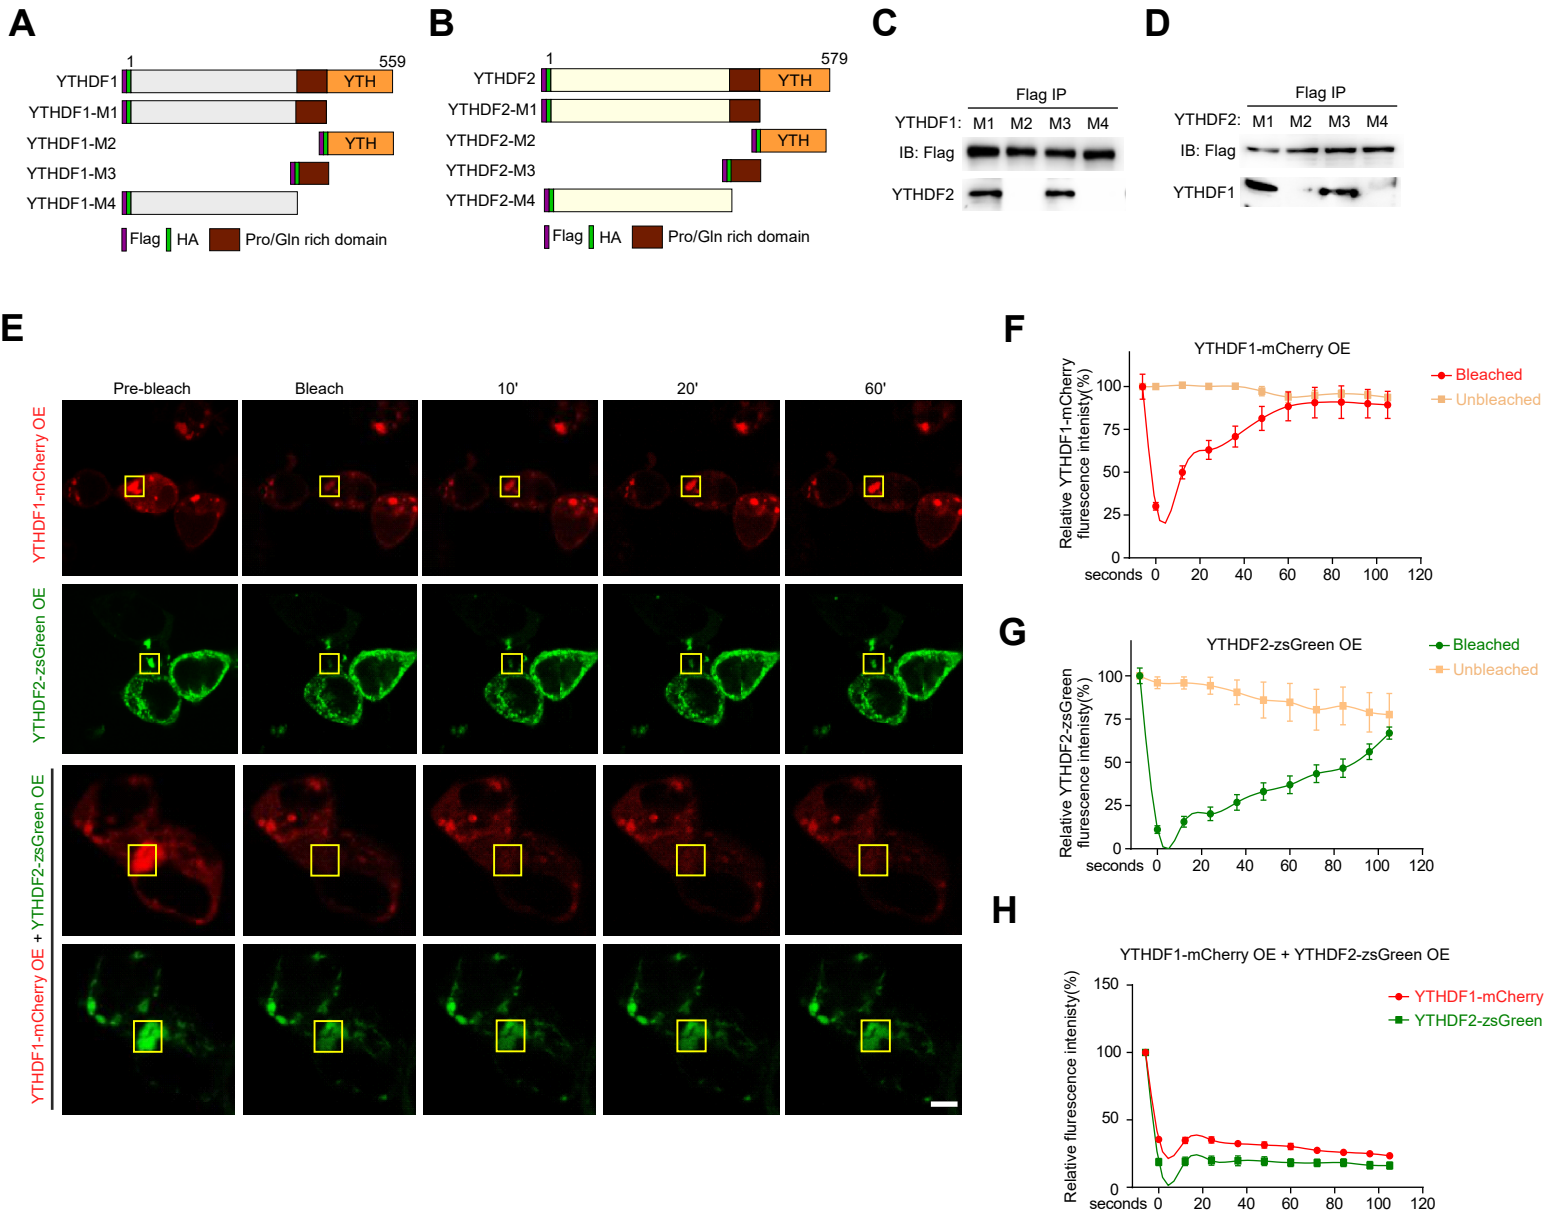 A
1
559
YTHDF1
YTH
YTHDF1-M1
YTHDF1-M2
YTH
YTHDF1-M3
YTHDF1-M4
Flag HA Pro/Gln rich domain
B
1
579
YTHDF2
YTH
YTHDF2-M1
YTHDF2-M2
YTH
YTHDF2-M3
YTHDF2-M4
Flag HA Pro/Gln rich domain
C
Flag IP
YTHDF1: M1 M2 M3 M4
IB: Flag
YTHDF2
D
Flag IP
YTHDF2: M1 M2 M3 M4
IB: Flag
YTHDF1
E
Pre-bleach Bleach 10' 20' 60'
YTHDF1-mCherry OE
YTHDF2-zsGreen OE
YTHDF1-mCherry OE + YTHDF2-zsGreen OE
F
YTHDF1-mCherry OE
Relative YTHDF1-mCherry
flurescence intenisty(%)
100
75
50
25
0
seconds 0 20 40 60 80 100 120
Bleached
Unbleached
G
YTHDF2-zsGreen OE
Relative YTHDF2-zsGreen
flurescence intenisty(%)
100
75
50
25
0
seconds 0 20 40 60 80 100 120
Bleached
Unbleached
H
YTHDF1-mCherry OE + YTHDF2-zsGreen OE
Relative flurescence intenisty(%)
150
100
50
0
seconds 0 20 40 60 80 100 120
YTHDF1-mCherry
YTHDF2-zsGreen